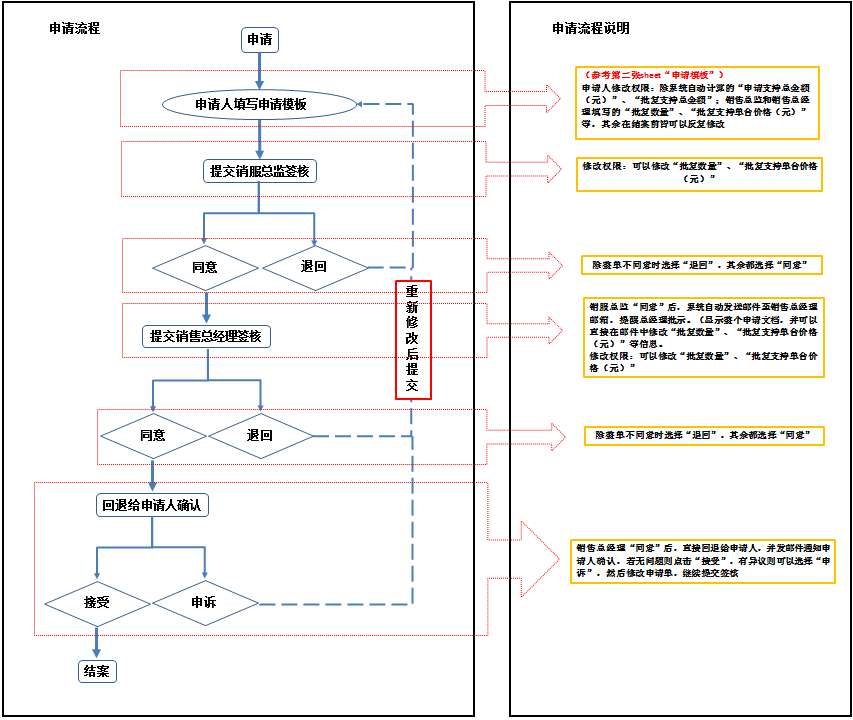 申请流程
申请
申请人填写申请模板
提交销服总监签核
同意
退回
重新修改后提交
提交销售总经理签核
同意
退回
回退给申请人确认
接受
申诉
结案
申请流程说明
（参考第二张sheet“申请模板”）
申请人修改权限：除系统自动计算的“申请支持总金额
（元）”、“批复总金额”；销售总监和销售总经
理填写的“批复数量”、“批复支持单台价格（元）”
等，其余在结案前皆可以反复修改
修改权限：可以修改“批复数量”、“批复支持单台价格
（元）”
除整单不同意时选择“退回”，其余都选择“同意”
销服总监“同意”后，系统自动发送邮件至销售总经理
邮箱，提醒总经理批示。（显示整个申请文档，并可以
直接在邮件中修改“批复数量”、“批复支持单台价格
（元）”等信息。
修改权限：可以修改“批复数量”、“批复支持单台价
格（元）”
除整单不同意时选择“退回”，其余都选择“同意”
销售总经理“同意”后，直接回退给申请人，并发邮件通知申
请人确认，若无问题则点击“接受”，有异议则可以选择“申
诉”，然后修改申请单，继续提交签核